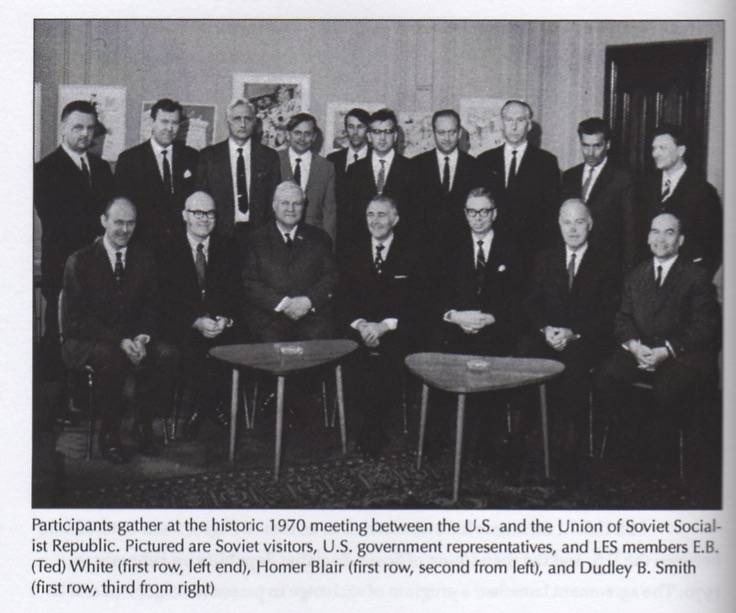 Participants gather at the historic 1970 meeting between the U.S. and the Union of Soviet Social-
ist Republic. Pictured are Soviet visitors, U.S. government representatives, and LES members E.B.
(Ted) White (first row, left end), Homer Blair (first row, second from left), and Dudley B. Smith
(first row, third from right)